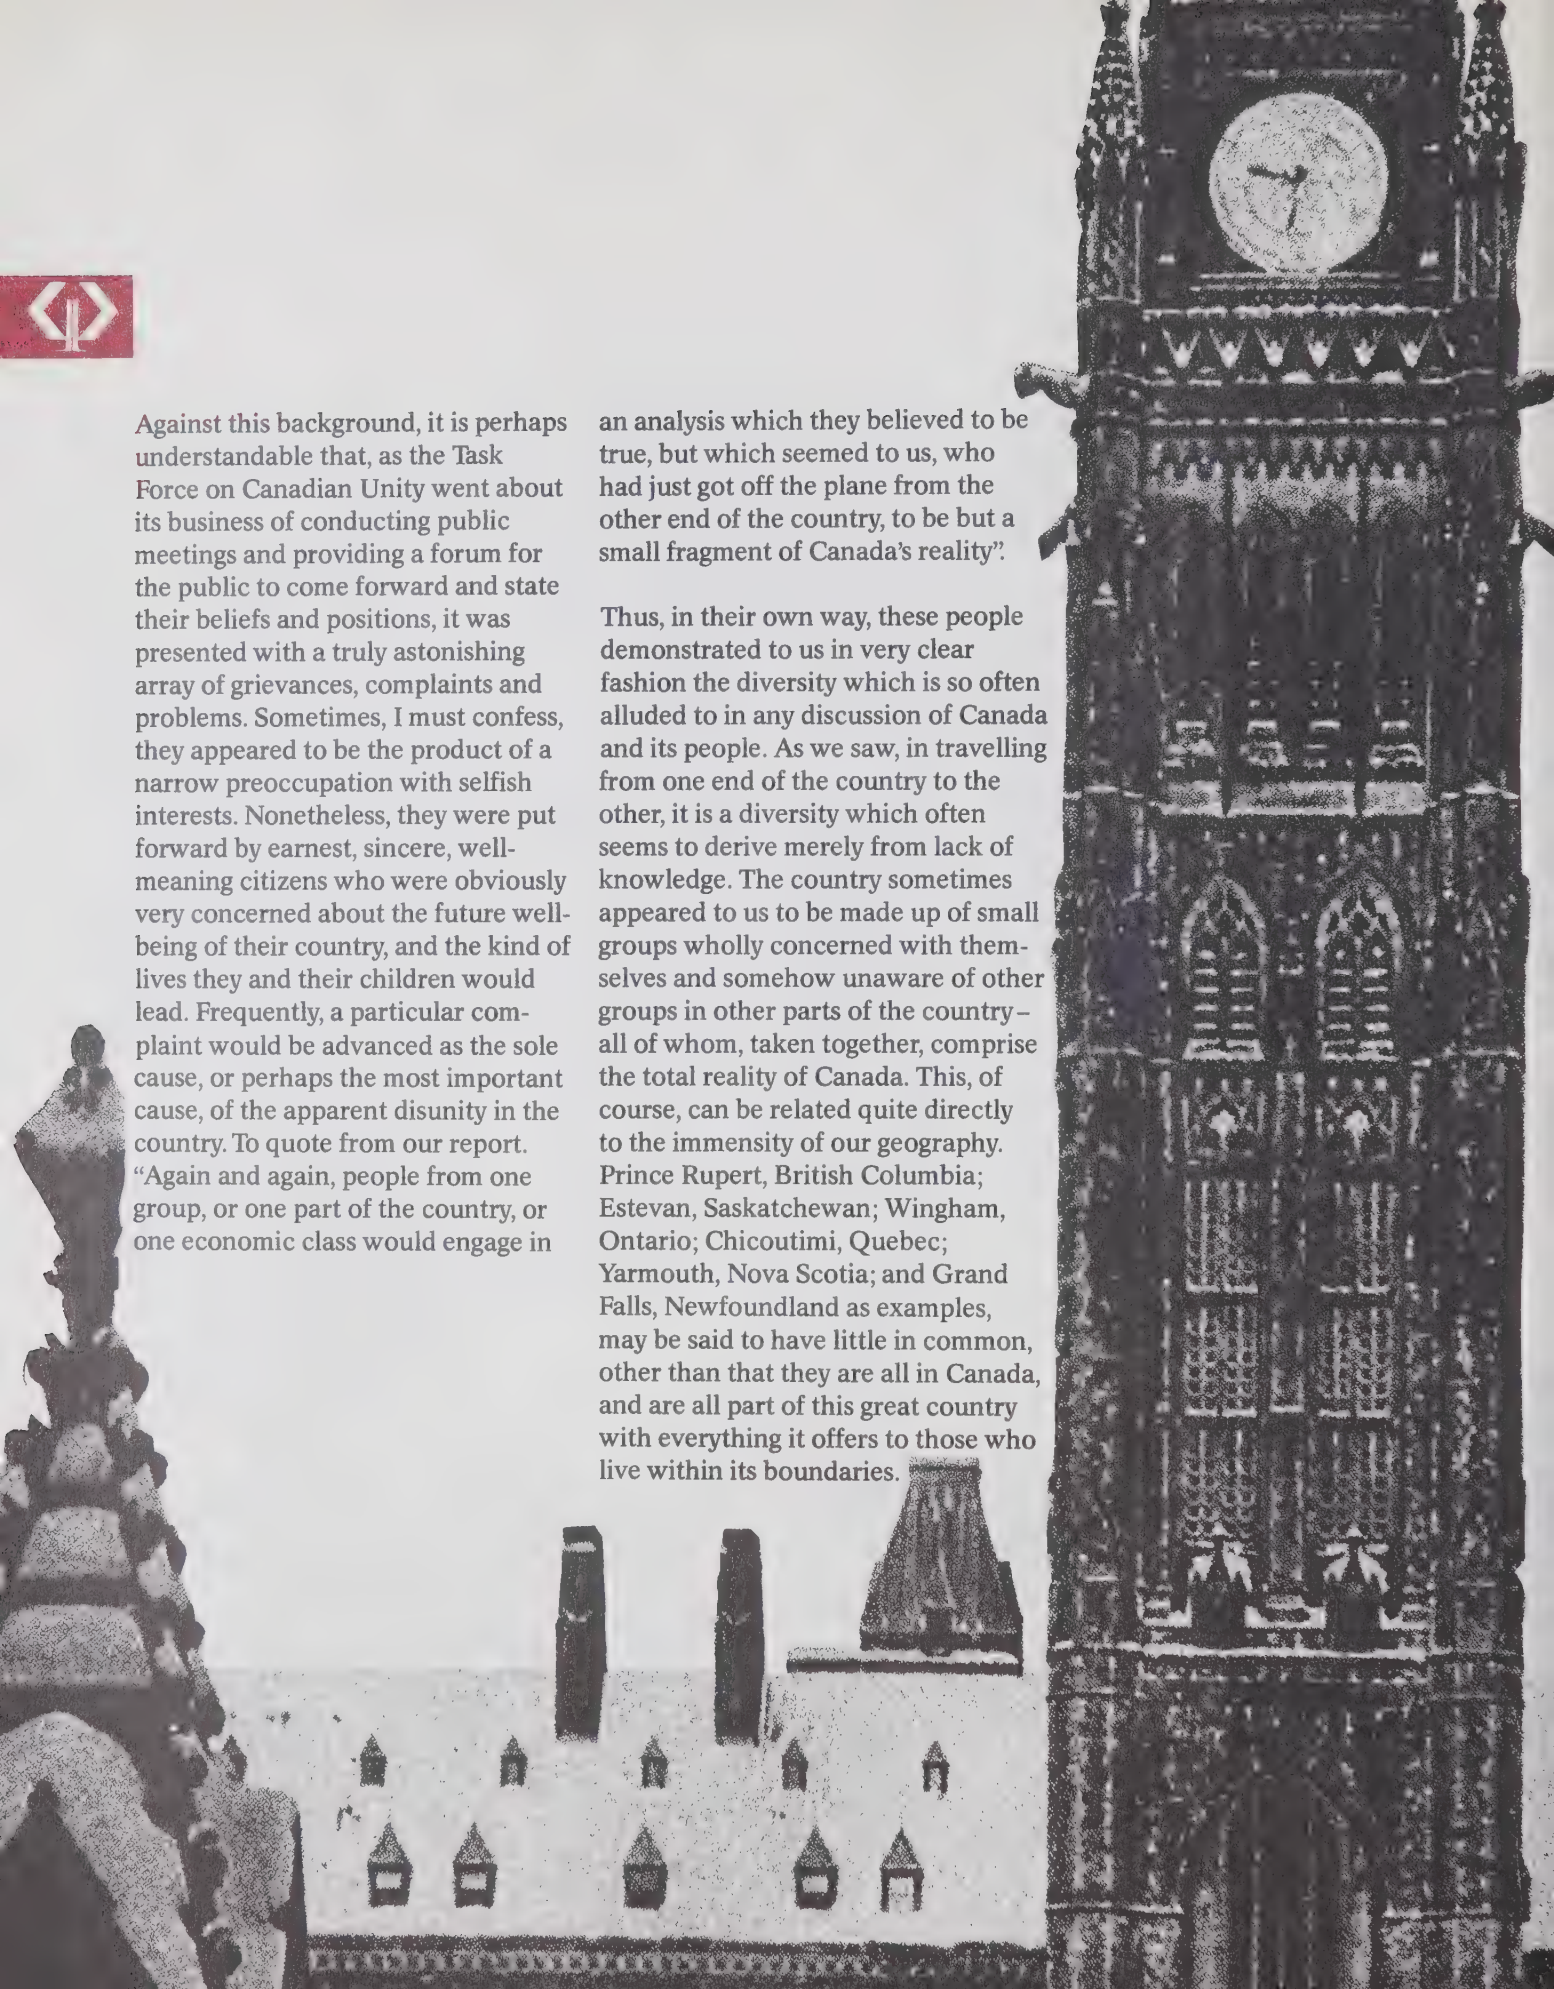 Against this background, it is perhaps
understandable that, as the Task
Force on Canadian Unity went about
its business of conducting public
meetings and providing a forum for
the public to come forward and state
their beliefs and positions, it was
presented with a truly astonishing
array of grievances, complaints and
problems. Sometimes, I must confess,
they appeared to be the product of a
narrow preoccupation with selfish
interests. Nonetheless, they were put
forward by earnest, sincere, well-
meaning citizens who were obviously
very concerned about the future well-
being of their country, and the kind of
lives they and their children would
lead. Frequently, a particular com-
plaint would be advanced as the sole
cause, or perhaps the most important
cause, of the apparent disunity in the
country. To quote from our report.
“Again and again, people from one
group, or one part of the country, or
one economic class would engage in
an analysis which they believed to be
true, but which seemed to us, who
had just got off the plane from the
other end of the country, to be but a
small fragment of Canada’s reality”.
Thus, in their own way, these people
demonstrated to us in very clear
fashion the diversity which is so often
alluded to in any discussion of Canada
and its people. As we saw, in travelling
from one end of the country to the
other, it is a diversity which often
seems to derive merely from lack of
knowledge. The country sometimes
appeared to us to be made up of small
groups wholly concerned with them-
selves and somehow unaware of other
groups in other parts of the country–
all of whom, taken together, comprise
the total reality of Canada. This, of
course, can be related quite directly
to the immensity of our geography.
Prince Rupert, British Columbia;
Estevan, Saskatchewan; Wingham,
Ontario; Chicoutimi, Quebec;
Yarmouth, Nova Scotia; and Grand
Falls, Newfoundland as examples,
may be said to have little in common,
other than that they are all in Canada,
and are all part of this great country
with everything it offers to those who
live within its boundaries.